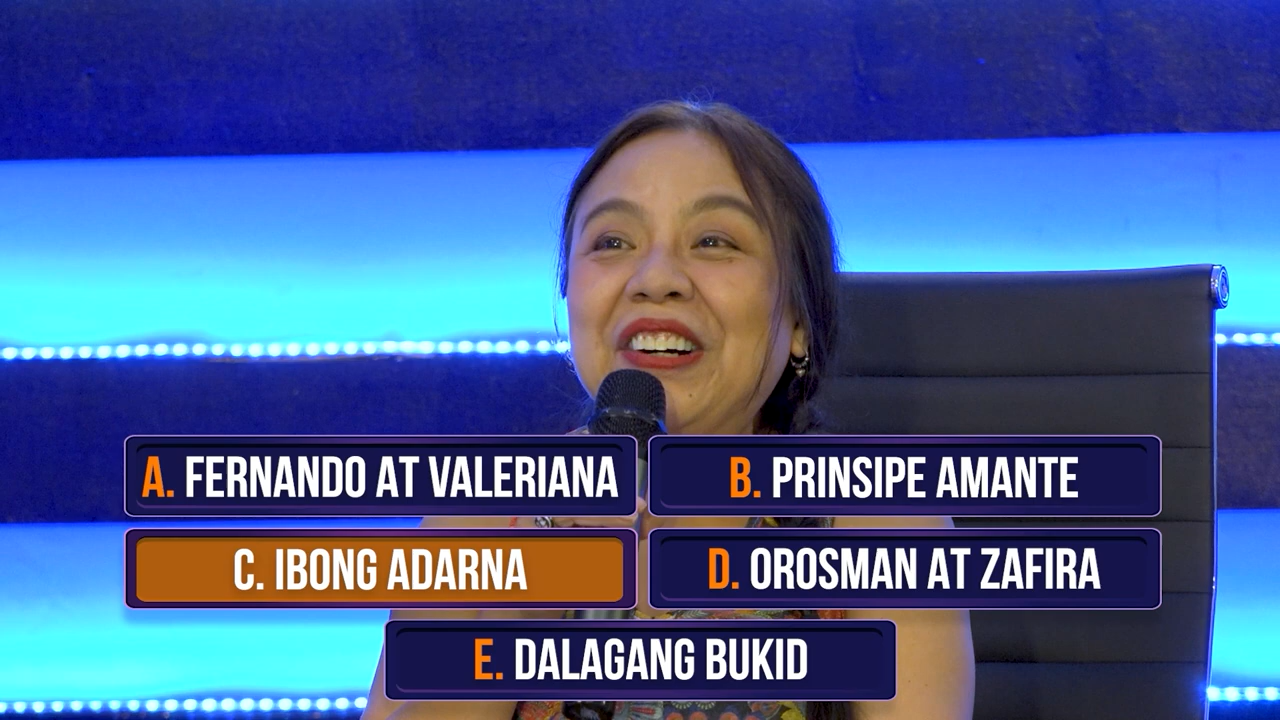 A. FERNANDO AT VALERIANA
B. PRINSIPE AMANTE
C. IBONG ADARNA
D. OROSMAN AT ZAFIRA
E. DALAGANG BUKID